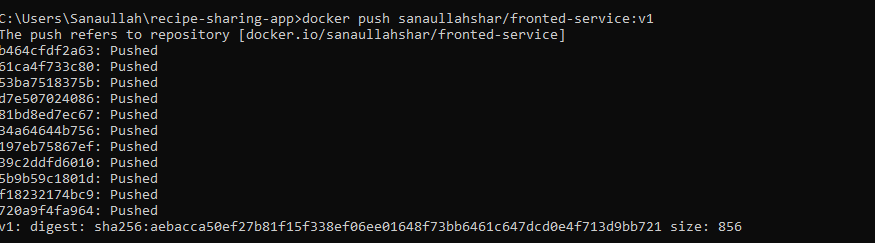 C:\Users\Sanaullah\recipe-sharing-app>docker push sanaullahshar/fronted-service:v1
The push refers to repository [docker.io/sanaullahshar/fronted-service]
b464cfdf2a63: Pushed
61ca4f733c80: Pushed
53ba7518375b: Pushed
d7e507024086: Pushed
81bd8ed7ec67: Pushed
34a64644b756: Pushed
197eb75867ef: Pushed
39c2ddfd6010: Pushed
5b9b59c1801d: Pushed
f18232174bc9: Pushed
720a9f4fa964: Pushed
v1: digest: sha256:aebacca50ef27b81f15f338ef06ee01648f73bb6461c647dcd0e4f713d9bb721 size: 856